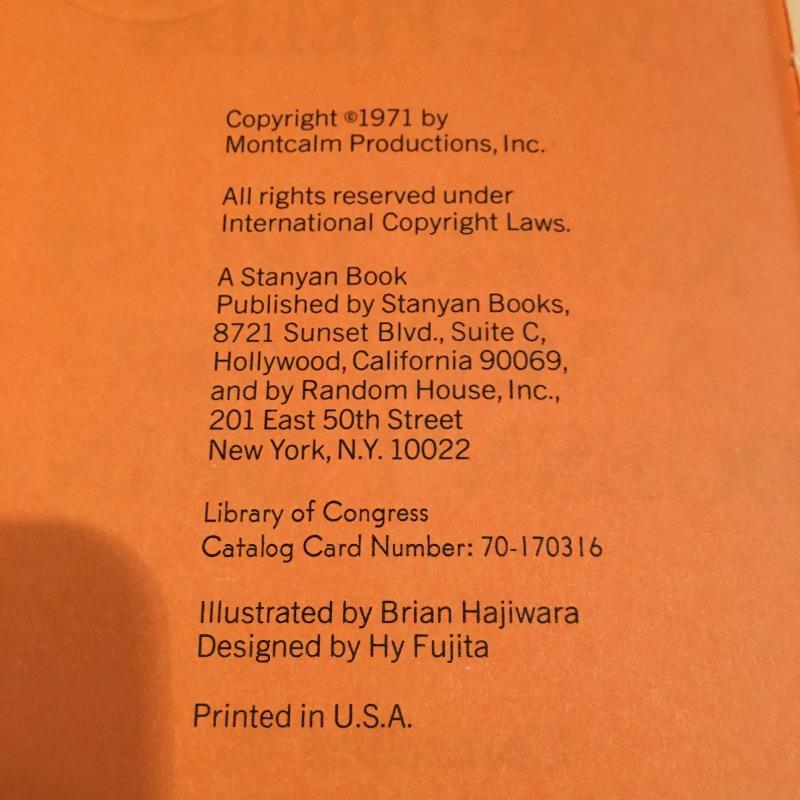 Copyright ©1971 by
Montcalm Productions, Inc.
All rights reserved under
International Copyright Laws.
A Stanyan Book
Published by Stanyan Books,
8721 Sunset Blvd., Suite C,
Hollywood, California 90069,
and by Random House, Inc.,
201 East 50th Street
New York, N.Y. 10022
Library of Congress
Catalog Card Number: 70-170316
Illustrated by Brian Hajiwara
Designed by Hy Fujita
Printed in U.S.A.